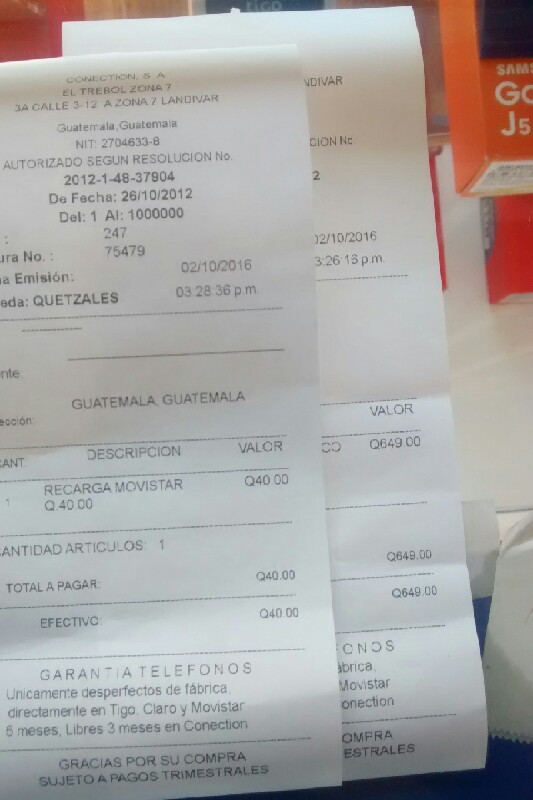 CONECTION, S. A
EL TREBOL ZONA 7
3A CALLE 3-12 A ZONA 7 LANDIVAR
Guatemala,Guatemala
NIT: 2704633-8
AUTORIZADO SEGUN RESOLUCION No.
2012-1-48-37904
De Fecha: 26/10/2012
Del: 1 Al: 1000000
: 247
ura No. : 75479
a Emisión: 02/10/2016
eda: QUETZALES 03:28:36 p.m.
nte:
GUATEMALA, GUATEMALA
ección:
CANT. DESCRIPCION VALOR
1 RECARGA MOVISTAR Q40.00
Q.40.00
CANTIDAD ARTICULOS: 1
TOTAL A PAGAR: Q40.00
EFECTIVO: Q40.00
GARANTIA TELEFONOS
Unicamente desperfectos de fábrica,
directamente en Tigo, Claro y Movistar
6 meses, Libres 3 meses en Conection
GRACIAS POR SU COMPRA
SUJETO A PAGOS TRIMESTRALES
NDIVAR
CION No.
2
02/10/2016
3:26:16 p.m.
VALOR
CO Q649.00
Q649.00
Q649.00
FONOS
ábrica,
Movistar
onection
OMPRA
ESTRALES
TIGO
SAMS
Ga
J5